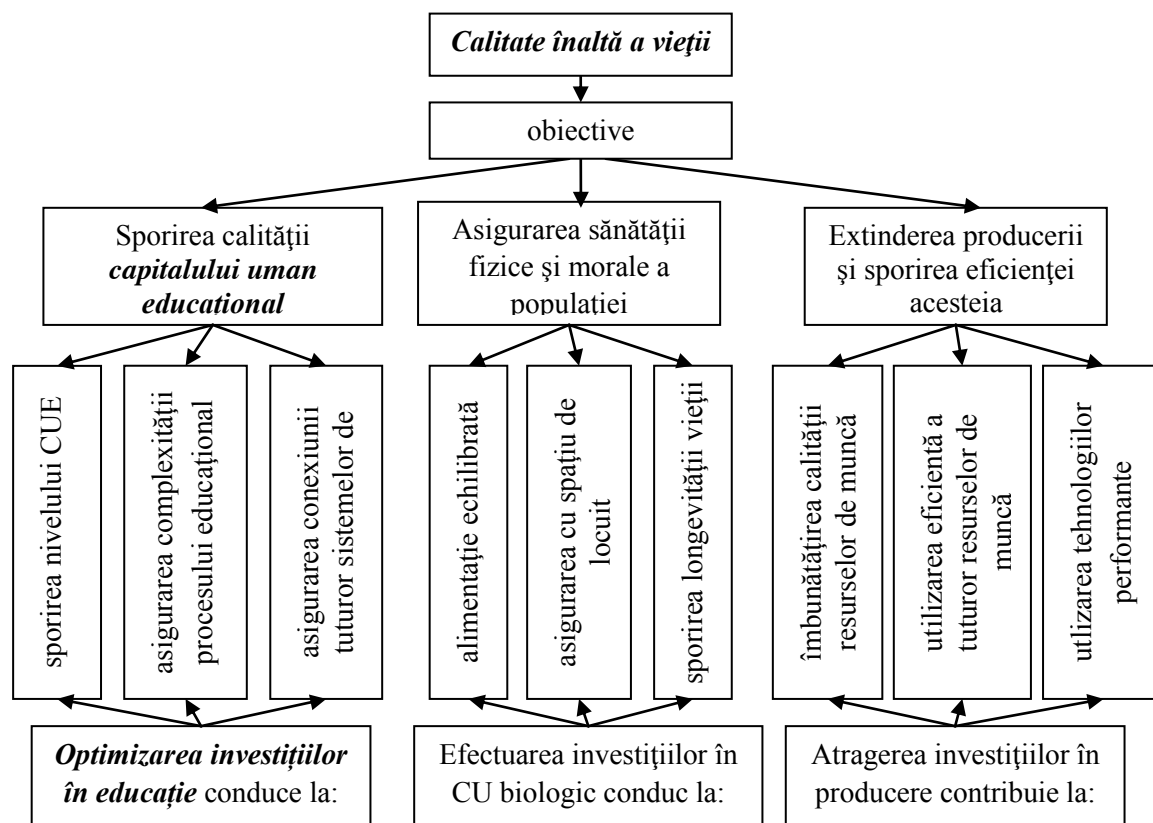 Calitate înaltă a vieţii
obiective
Sporirea calităţii
capitalului uman
educaţional
Asigurarea sănătăţii
fizice şi morale a
populaţiei
Extinderea producerii
şi sporirea eficienţei
acesteia
sporirea nivelului CUE
asigurarea complexităţii
procesului educaţional
asigurarea conexiunii
tuturor sistemelor de
alimentaţie echilibrată
asigurarea cu spațiu de
locuit
sporirea longevităţii vieţii
îmbunătăţirea calităţii
resurselor de muncă
utilizarea eficientă a
tuturor resurselor de
muncă
utlizarea tehnologiilor
performante
Optimizarea investițiilor
în educație conduce la:
Efectuarea investiţiilor în
CU biologic conduc la:
Atragerea investiţiilor în
producere contribuie la: